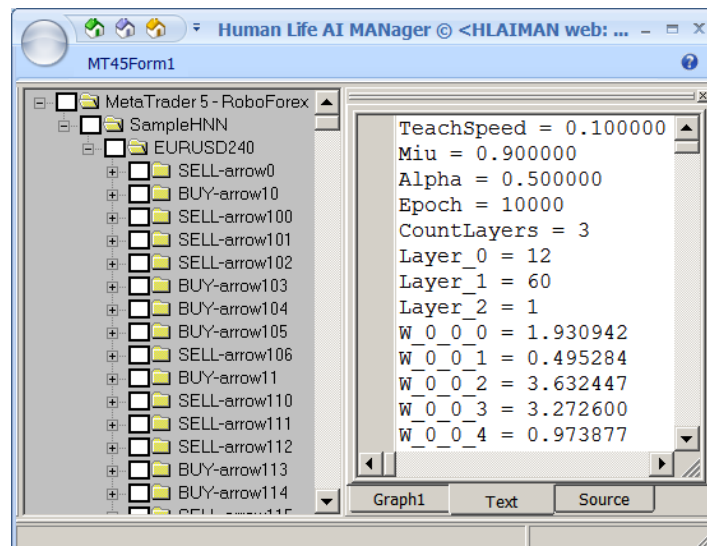 Human Life AI MANager © <HLAIMAN web: ...
MT45Form1
MetaTrader 5 - RoboForex
SampleHNN
EURUSD240
SELL-arrow0
BUY-arrow10
SELL-arrow100
SELL-arrow101
SELL-arrow102
BUY-arrow103
BUY-arrow104
BUY-arrow105
SELL-arrow106
BUY-arrow11
SELL-arrow110
SELL-arrow111
SELL-arrow112
BUY-arrow113
BUY-arrow114
TeachSpeed = 0.100000
Miu = 0.900000
Alpha = 0.500000
Epoch = 10000
CountLayers = 3
Layer_0 = 12
Layer_1 = 60
Layer_2 = 1
W_0_0_0 = 1.930942
W_0_0_1 = 0.495284
W_0_0_2 = 3.632447
W_0_0_3 = 3.272600
W_0_0_4 = 0.973877
Graph1
Text
Source